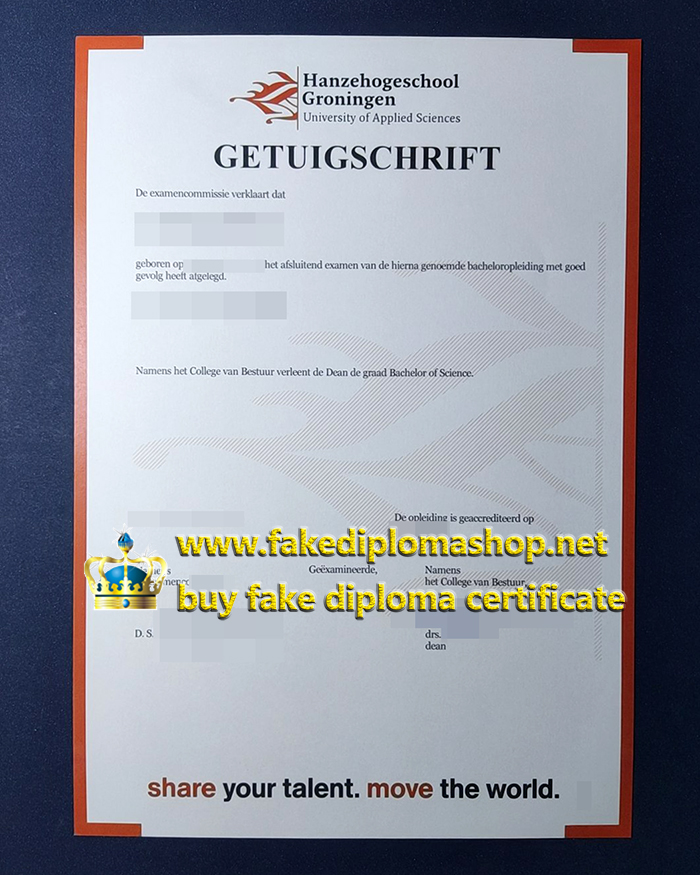 Hanzehogeschool
Groningen
University of Applied Sciences
GETUIGSCHRIFT
De examencommissie verklaart dat
geboren op het afsluitend examen van de hierna genoemde bacheloropleiding met goed
gevolg heeft afgelegd.
Namens het College van Bestuur verleent de Dean de graad Bachelor of Science.
De opleiding is geaccrediteerd op
www.fakediplomashop.net
Geëxamineerde, Namens
het College van Bestuur,
buy fake diploma certificate
D. S. drs.
dean
share your talent. move the world.